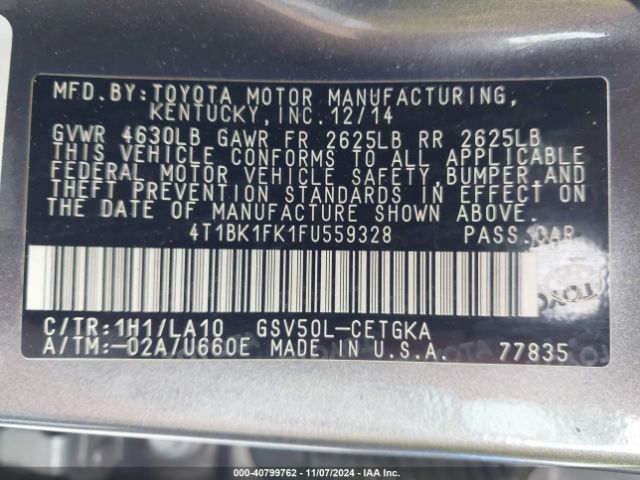 MFD.BY:TOYOTA MOTOR MANUFACTURING,
KENTUCKY,INC.12/14
GVWR 4630LB GAWR FR 2625LB RR 2625LB
THIS VEHICLE CONFORMS TO ALL APPLICABLE
FEDERAL MOTOR VEHICLE SAFETY,BUMPER AND
THEFT PREVENTION STANDARDS IN EFFECT ON
THE DATE OF MANUFACTURE SHOWN ABOVE.
4T1BK1FK1FU559328 PASS.CAR
C/TR:1H1/LA10 GSV50L-CETGKA
A/TM:-02A/U660E MADE IN U.S.A. 77835
000-40799762 | 11/07/2024 - IAA Inc.